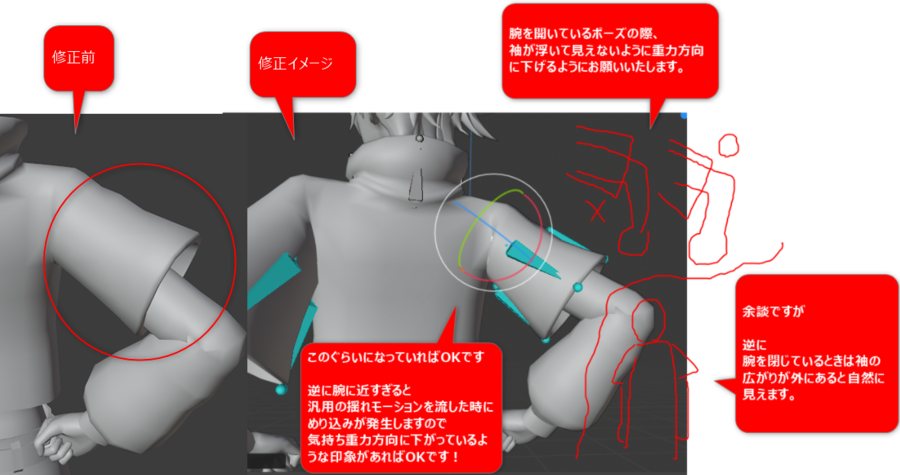 修正前
修正イメージ
腕を開いているポーズの際、
袖が浮いて見えないように重力方向
に下げるようにお願いいたします。
このぐらいになっていればOKです
逆に腕に近すぎると
汎用の揺れモーションを流した時に
めり込みが発生しますので
気持ち重力方向に下がっているよ
うな印象があればOKです！
余談ですが
逆に
腕を閉じているときは袖の
広がりが外にあると自然に
見えます。